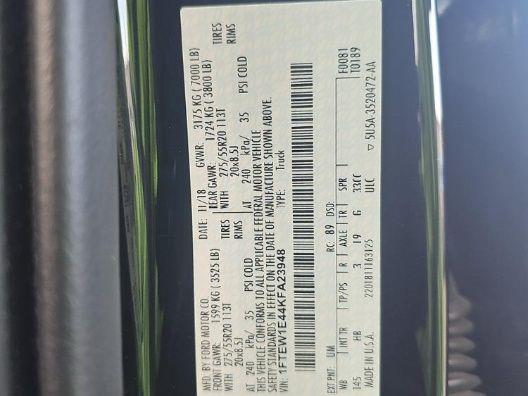 MFD. BY FORD MOTOR CO.
DATE: 11/18 GVWR: 3175 KG (7000 LB)
FRONT GAWR: 1599 KG (3525 LB)
REAR GAWR: 1724 KG (3800 LB)
WITH 275/55R20 113T TIRES
20x8.5J RIMS
AT 240 kPa/ 35 PSI COLD
WITH 275/55R20 113T TIRES
20x8.5J RIMS
AT 240 kPa/ 35 PSI COLD
THIS VEHICLE CONFORMS TO ALL APPLICABLE FEDERAL MOTOR VEHICLE
SAFETY STANDARDS IN EFFECT ON THE DATE OF MANUFACTURE SHOWN ABOVE.
VIN: 1FTEW1E44KFA23948
TYPE: Truck
F0081
T0189
EXT PNT: UM RC: 89 DSO:
WB INT TR TP/PS R AXLE TR SPR
145 HB 3 19 6 33CC
MADE IN U.S.A. 2201811163125 ULC
5U5A-3520472-AA